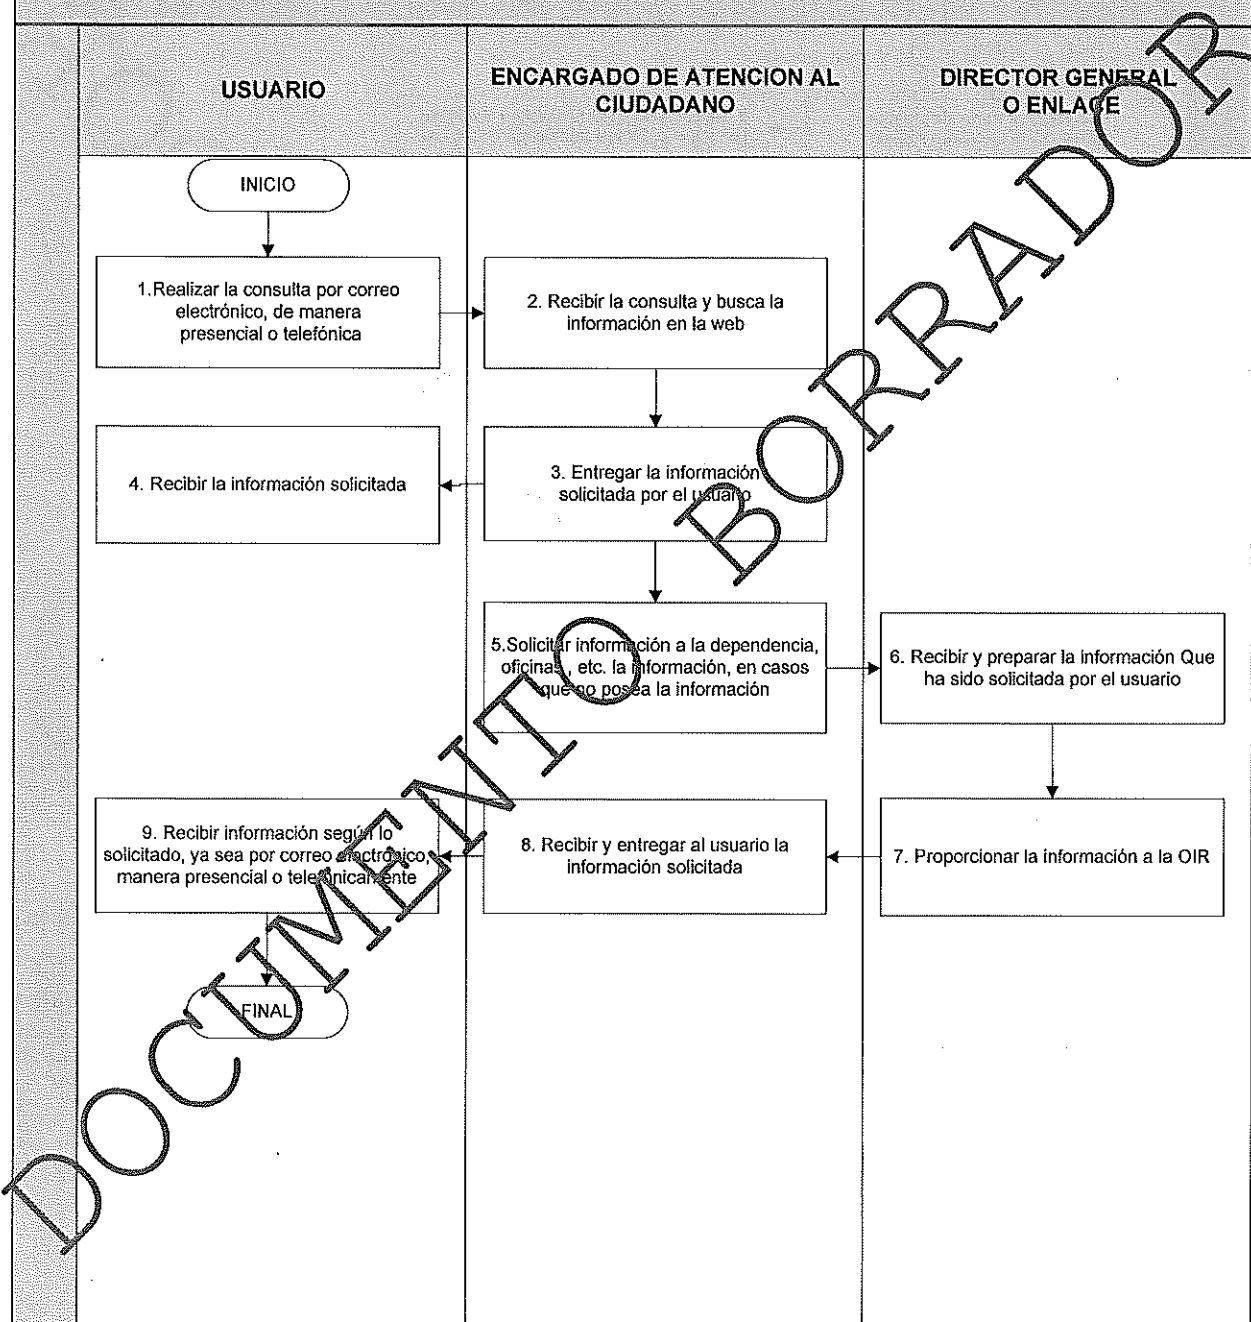 USUARIO
ENCARGADO DE ATENCION AL
CIUDADANO
DIRECTOR GENERAL
O ENLACE
INICIO
1.Realizar la consulta por correo
electrónico, de manera
presencial o telefónica
2. Recibir la consulta y busca la
información en la web
3. Entregar la información
solicitada por el usuario
4. Recibir la información solicitada
5.Solicitar información a la dependencia,
oficinas, etc. la información, en casos
que no posea la información
6. Recibir y preparar la información Que
ha sido solicitada por el usuario
7. Proporcionar la información a la OIR
8. Recibir y entregar al usuario la
información solicitada
9. Recibir información según lo
solicitado, ya sea por correo electrónico,
manera presencial o telefónicamente
FINAL
DOCUMENTO BORRADOR